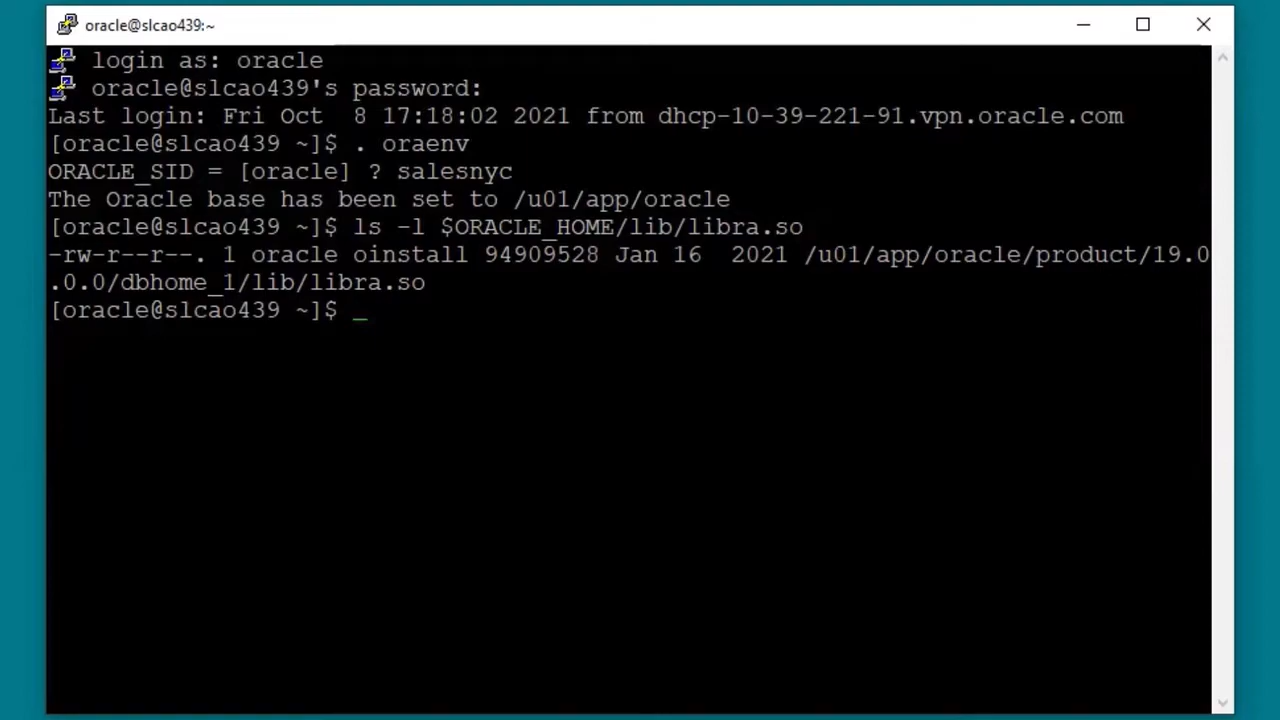 oracle@slcao439:~
login as: oracle
oracle@slcao439's password:
Last login: Fri Oct  8 17:18:02 2021 from dhcp-10-39-221-91.vpn.oracle.com
[oracle@slcao439 ~]$ . oraenv
ORACLE_SID = [oracle] ? salesnyc
The Oracle base has been set to /u01/app/oracle
[oracle@slcao439 ~]$ ls -l $ORACLE_HOME/lib/libra.so
-rw-r--r--. 1 oracle oinstall 94909528 Jan 16  2021 /u01/app/oracle/product/19.0
.0.0/dbhome_1/lib/libra.so
[oracle@slcao439 ~]$ _